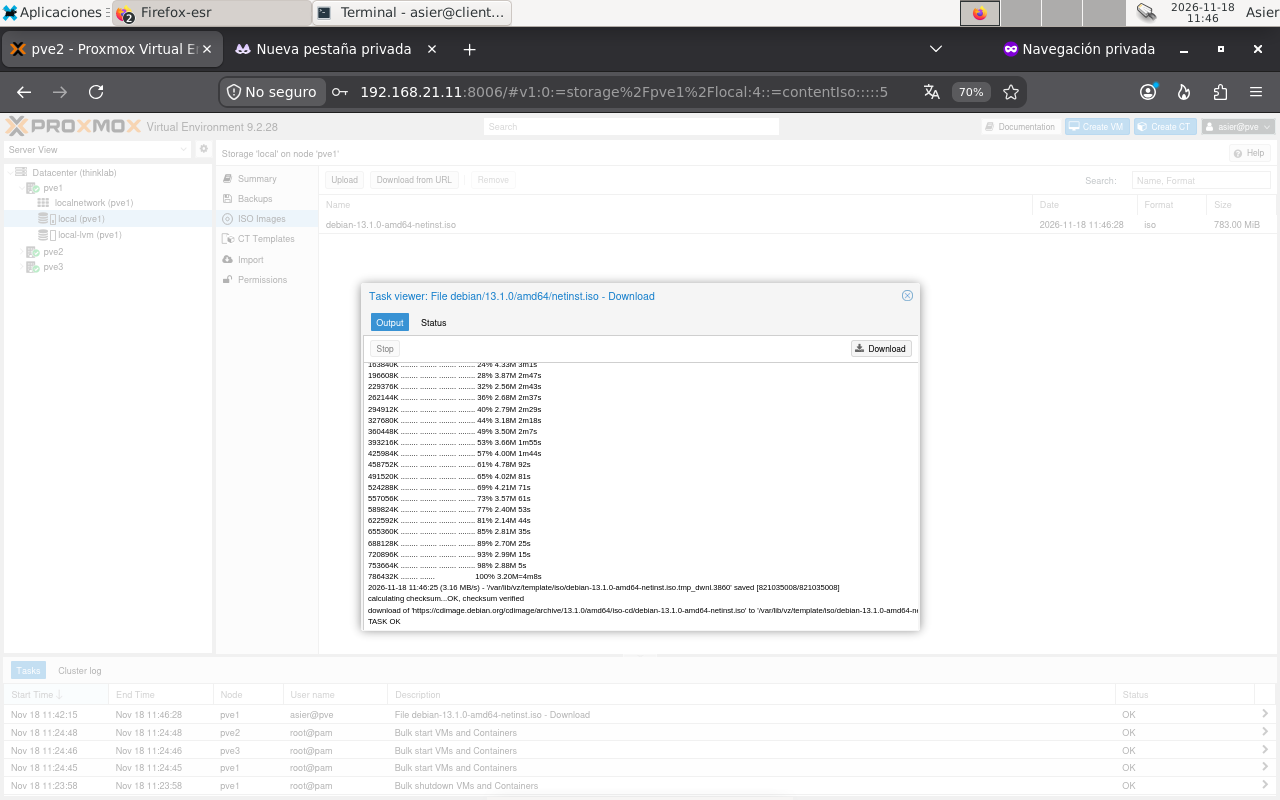 Aplicaciones
2 Firefox-esr
Terminal - asier@client...
2026-11-18
11:46
Asier
pve2 - Proxmox Virtual E
Nueva pestaña privada
Navegación privada
No seguro
192.168.21.11:8006/#v1:0:=storage%2Fpve1%2Flocal:4::=contentIso:::::5
70%
PROXMOX Virtual Environment 9.2.28
Search
Documentation
Create VM
Create CT
asier@pve
Server View
Storage 'local' on node 'pve1'
Help
Datacenter (thinklab)
pve1
localnetwork (pve1)
local (pve1)
local-lvm (pve1)
pve2
pve3
Summary
Backups
ISO Images
CT Templates
Import
Permissions
Upload
Download from URL
Remove
Search:
Name, Format
Name Date Format Size
debian-13.1.0-amd64-netinst.iso 2026-11-18 11:46:28 iso 783.00 MiB
Task viewer: File debian/13.1.0/amd64/netinst.iso - Download
Output
Status
Stop
Download
163840K ........ ........ ........ ........ 24% 4.33M 3m1s
196608K ........ ........ ........ ........ 28% 3.87M 2m47s
229376K ........ ........ ........ ........ 32% 2.56M 2m43s
262144K ........ ........ ........ ........ 36% 2.68M 2m37s
294912K ........ ........ ........ ........ 40% 2.79M 2m29s
327680K ........ ........ ........ ........ 44% 3.18M 2m18s
360448K ........ ........ ........ ........ 49% 3.50M 2m7s
393216K ........ ........ ........ ........ 53% 3.66M 1m55s
425984K ........ ........ ........ ........ 57% 4.00M 1m44s
458752K ........ ........ ........ ........ 61% 4.78M 92s
491520K ........ ........ ........ ........ 65% 4.02M 81s
524288K ........ ........ ........ ........ 69% 4.21M 71s
557056K ........ ........ ........ ........ 73% 3.57M 61s
589824K ........ ........ ........ ........ 77% 2.40M 53s
622592K ........ ........ ........ ........ 81% 2.14M 44s
655360K ........ ........ ........ ........ 85% 2.81M 35s
688128K ........ ........ ........ ........ 89% 2.70M 25s
720896K ........ ........ ........ ........ 93% 2.99M 15s
753664K ........ ........ ........ ........ 98% 2.88M 5s
786432K ........ ....... 100% 3.20M=4m8s
2026-11-18 11:46:25 (3.16 MB/s) - '/var/lib/vz/template/iso/debian-13.1.0-amd64-netinst.iso.tmp_dwnl.3860' saved [821035008/821035008]
calculating checksum...OK, checksum verified
download of 'https://cdimage.debian.org/cdimage/archive/13.1.0/amd64/iso-cd/debian-13.1.0-amd64-netinst.iso' to '/var/lib/vz/template/iso/debian-13.1.0-amd64-ne
TASK OK
Tasks
Cluster log
Start Time End Time Node User name Description Status
Nov 18 11:42:15 Nov 18 11:46:28 pve1 asier@pve File debian-13.1.0-amd64-netinst.iso - Download OK
Nov 18 11:24:48 Nov 18 11:24:48 pve2 root@pam Bulk start VMs and Containers OK
Nov 18 11:24:46 Nov 18 11:24:46 pve3 root@pam Bulk start VMs and Containers OK
Nov 18 11:24:45 Nov 18 11:24:45 pve1 root@pam Bulk start VMs and Containers OK
Nov 18 11:23:58 Nov 18 11:23:58 pve1 root@pam Bulk shutdown VMs and Containers OK